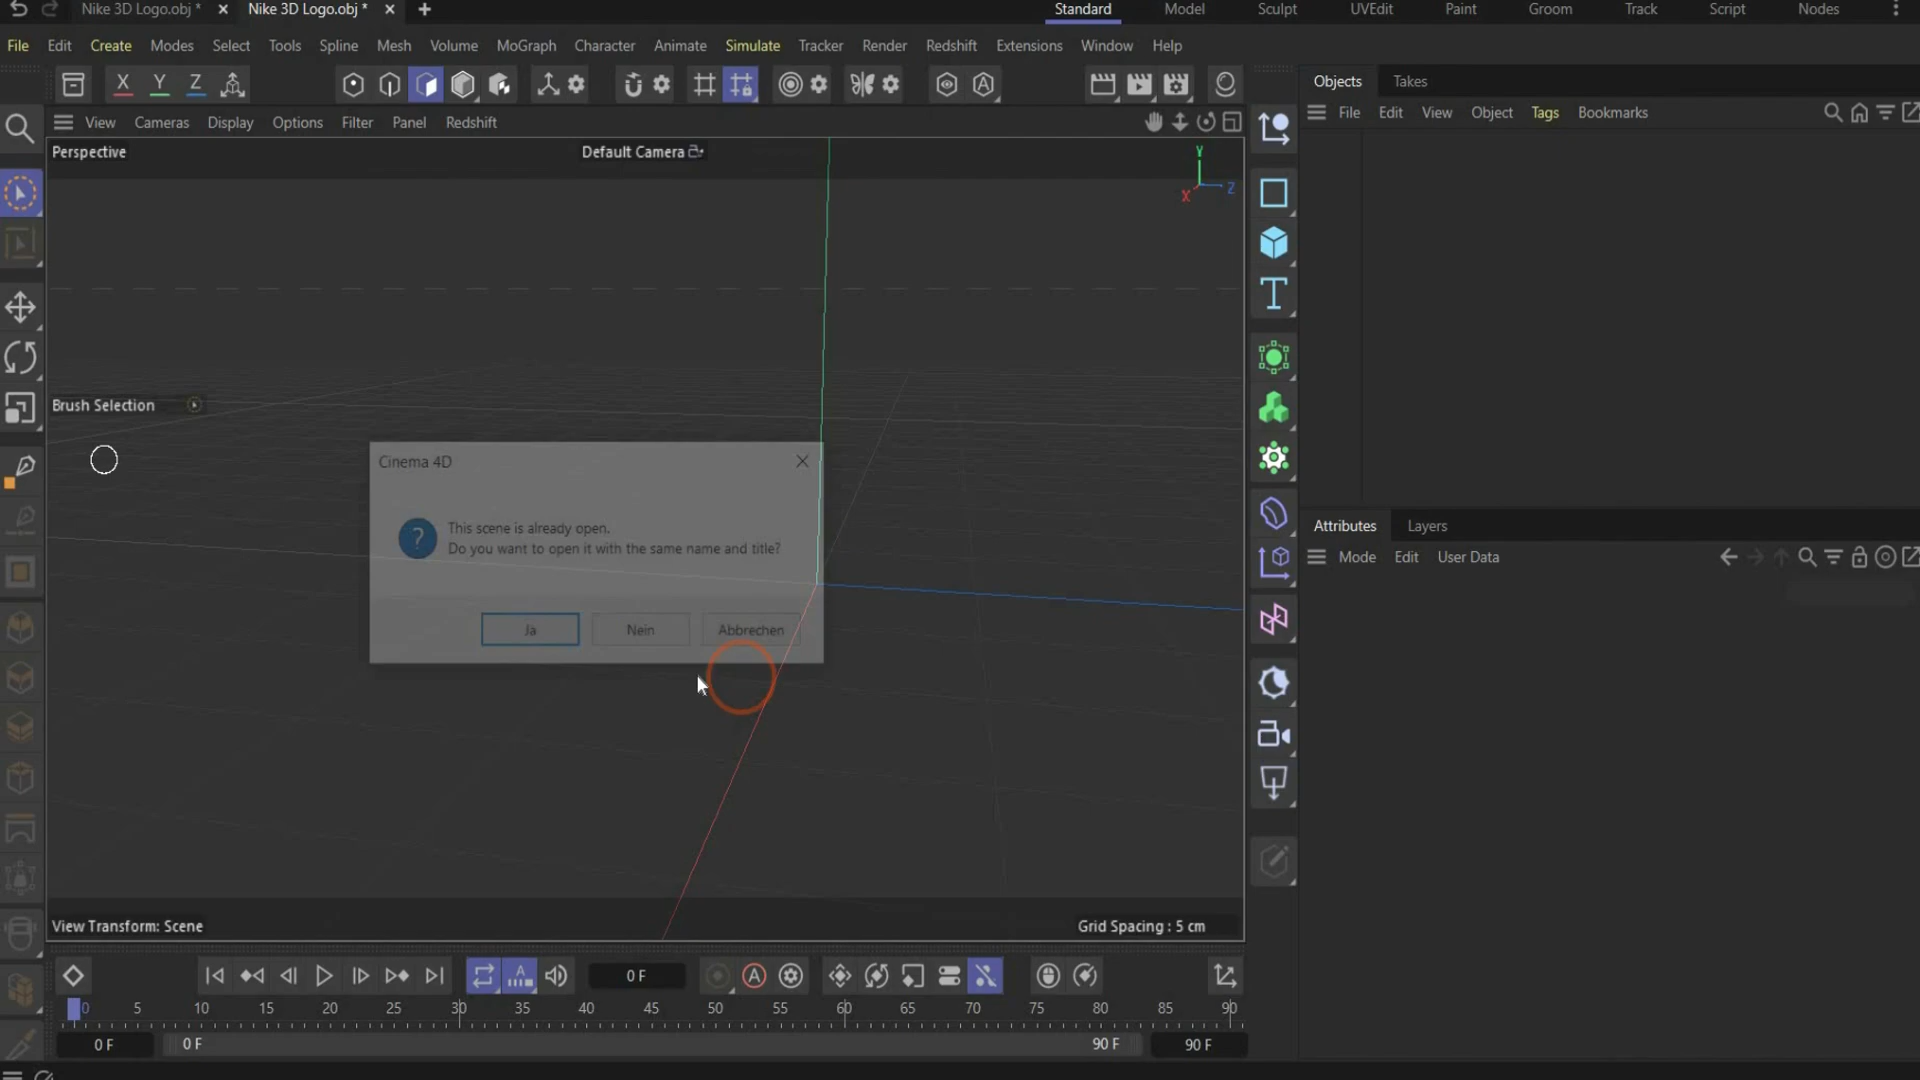 Nike 3D Logo.obj *
Nike 3D Logo.obj *
Standard
Model
Sculpt
UVEdit
Paint
Groom
Track
Script
Nodes
File
Edit
Create
Modes
Select
Tools
Spline
Mesh
Volume
MoGraph
Character
Animate
Simulate
Tracker
Render
Redshift
Extensions
Window
Help
X
Y
Z
A
Objects
Takes
File
Edit
View
Object
Tags
Bookmarks
View
Cameras
Display
Options
Filter
Panel
Redshift
Perspective
Default Camera
Y
X
Z
Brush Selection
Cinema 4D
This scene is already open.
Do you want to open it with the same name and title?
Ja
Nein
Abbrechen
Attributes
Layers
Mode
Edit
User Data
View Transform: Scene
Grid Spacing : 5 cm
A
0 F
A
0
5
10
15
20
25
30
35
40
45
50
55
60
65
70
75
80
85
90
0 F
0 F
90 F
90 F